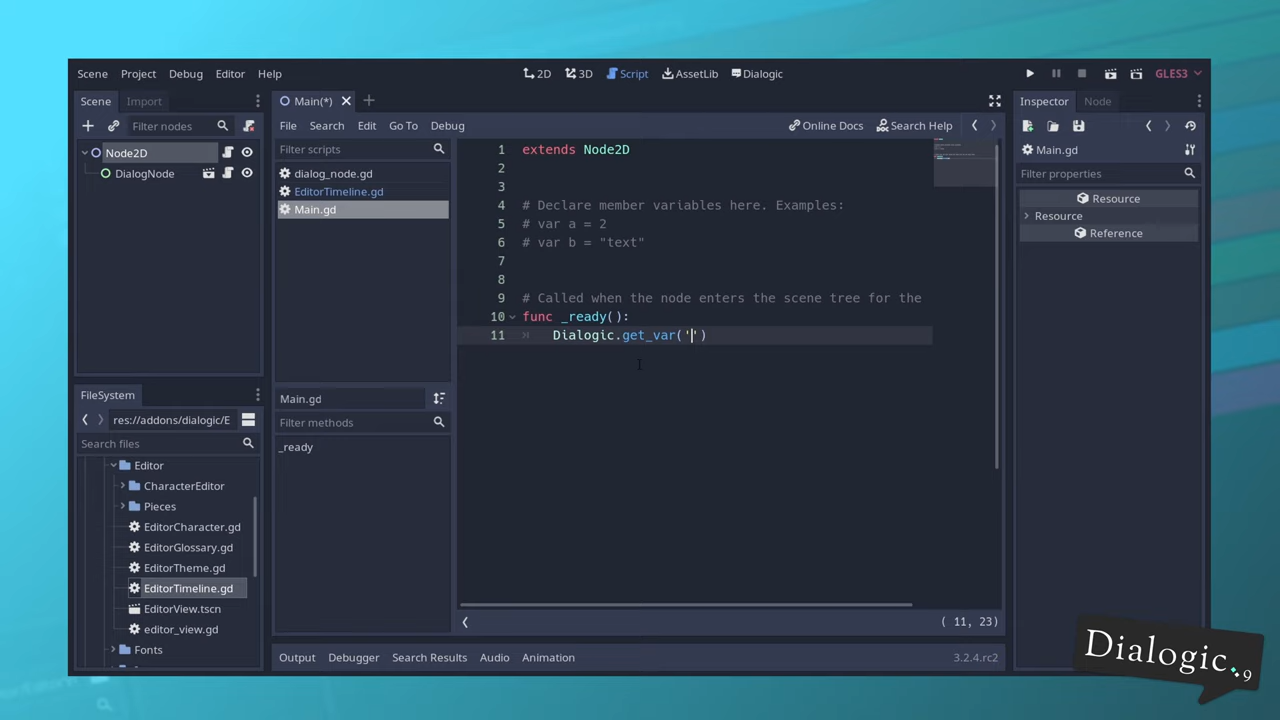 Scene Project Debug Editor Help
2D 3D Script AssetLib Dialogic
GLES3
Scene Import
Filter nodes
Node2D
DialogNode
Main(*)
File Search Edit Go To Debug
Online Docs Search Help
Filter scripts
dialog_node.gd
EditorTimeline.gd
Main.gd
Main.gd
Filter methods
_ready
1 extends Node2D
2
3
4 # Declare member variables here. Examples:
5 # var a = 2
6 # var b = "text"
7
8
9 # Called when the node enters the scene tree for the
10 func _ready():
11 Dialogic.get_var('')
( 11, 23)
Inspector Node
Main.gd
Filter properties
Resource
Resource
Reference
FileSystem
res://addons/dialogic/E
Search files
Editor
CharacterEditor
Pieces
EditorCharacter.gd
EditorGlossary.gd
EditorTheme.gd
EditorTimeline.gd
EditorView.tscn
editor_view.gd
Fonts
Output Debugger Search Results Audio Animation
3.2.4.rc2
Dialogic.
9